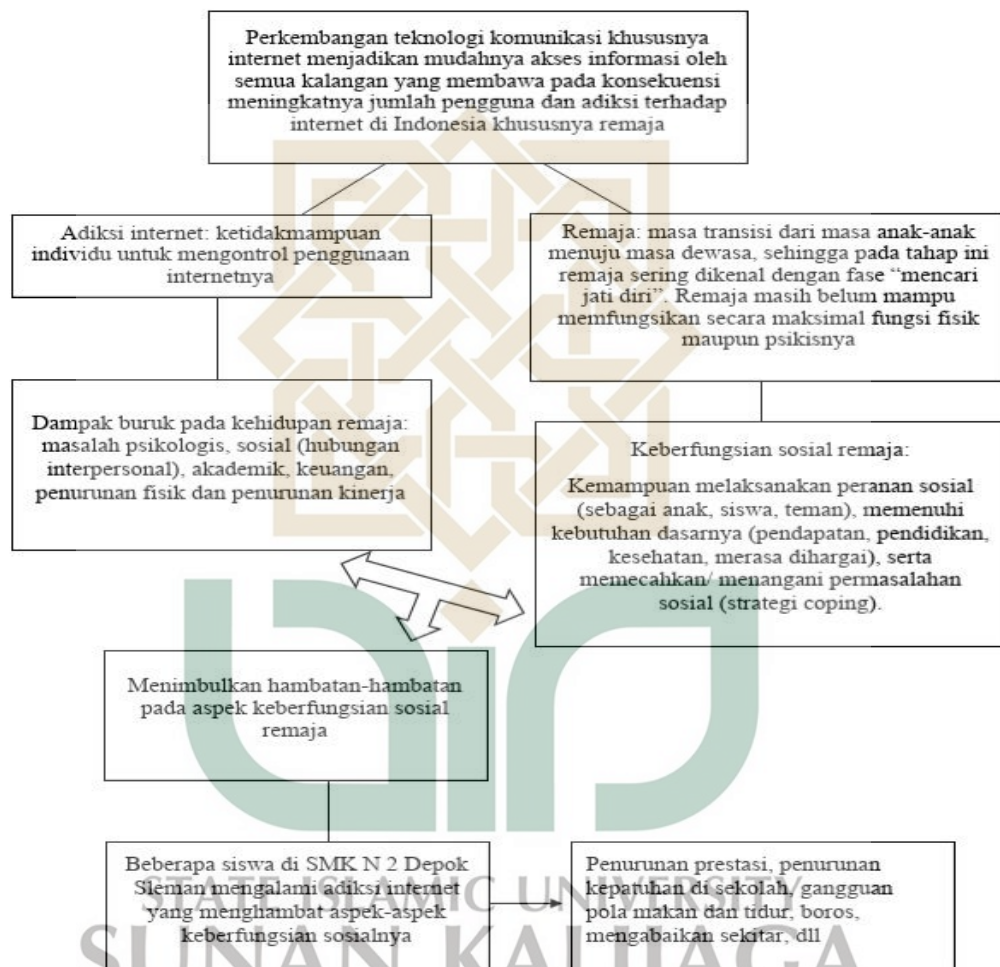 Perkembangan teknologi komunikasi khususnya
internet menjadikan mudahnya akses informasi oleh
semua kalangan yang membawa pada konsekuensi
meningkatnya jumlah pengguna dan adiksi terhadap
internet di Indonesia khususnya remaja
Adiksi internet: ketidakmampuan
individu untuk mengontrol penggunaan
internetnya
Remaja: masa transisi dari masa anak-anak
menuju masa dewasa, sehingga pada tahap ini
remaja sering dikenal dengan fase “mencari
jati diri”. Remaja masih belum mampu
memfungsikan secara maksimal fungsi fisik
maupun psikisnya
Dampak buruk pada kehidupan remaja:
masalah psikologis, sosial (hubungan
interpersonal), akademik, keuangan,
penurunan fisik dan penurunan kinerja
Keberfungsian sosial remaja:
Kemampuan melaksanakan peranan sosial
(sebagai anak, siswa, teman), memenuhi
kebutuhan dasarnya (pendapatan, pendidikan,
kesehatan, merasa dihargai), serta
memecahkan/ menangani permasalahan
sosial (strategi coping).
Menimbulkan hambatan-hambatan
pada aspek keberfungsian sosial
remaja
Beberapa siswa di SMK N 2 Depok
Sleman mengalami adiksi internet
yang menghambat aspek-aspek
keberfungsian sosialnya
Penurunan prestasi, penurunan
kepatuhan di sekolah, gangguan
pola makan dan tidur, boros,
mengabaikan sekitar, dll
STATE ISLAMIC UNIVERSITY
SUNAN KALIJAGA